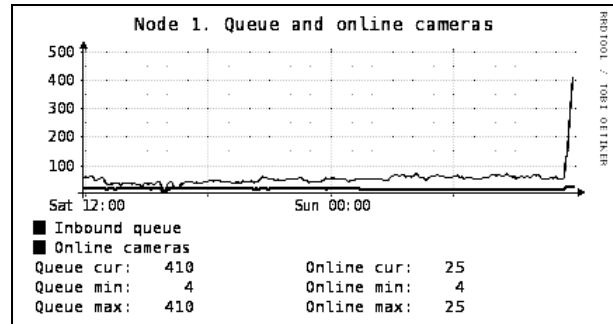 Node 1. Queue and online cameras
RRDTOOL / TOBI OETIKER
500
400
300
200
100
Sat 12:00 Sun 00:00
Inbound queue
Online cameras
Queue cur: 410 Online cur: 25
Queue min: 4 Online min: 4
Queue max: 410 Online max: 25